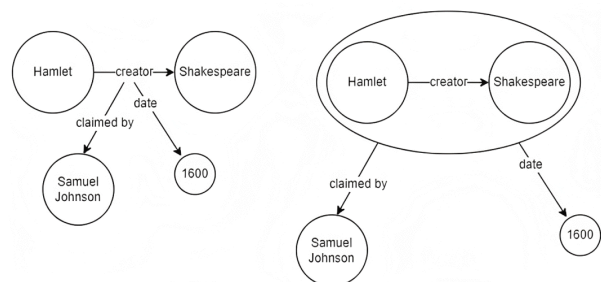 Hamlet
creator
Shakespeare
claimed by
date
Samuel
Johnson
1600
Hamlet
creator
Shakespeare
claimed by
date
Samuel
Johnson
1600